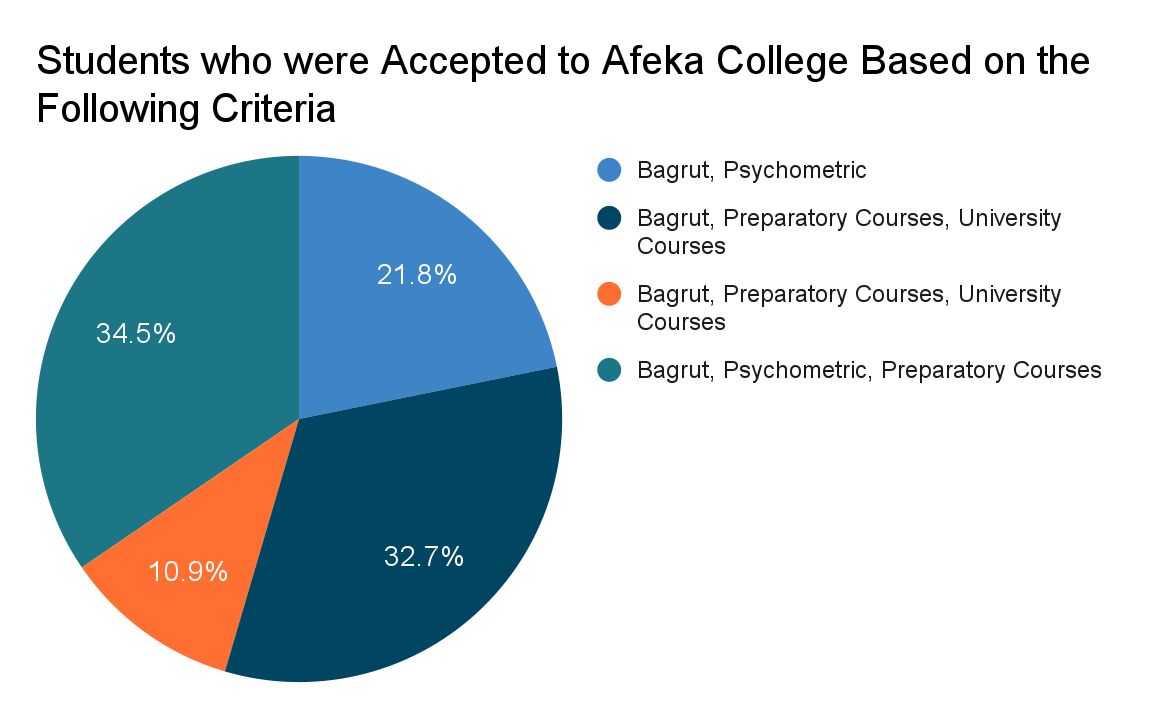 Students who were Accepted to Afeka College Based on the
Following Criteria
Bagrut, Psychometric
Bagrut, Preparatory Courses, University
Courses
Bagrut, Preparatory Courses, University
Courses
Bagrut, Psychometric, Preparatory Courses
21.8%
34.5%
32.7%
10.9%